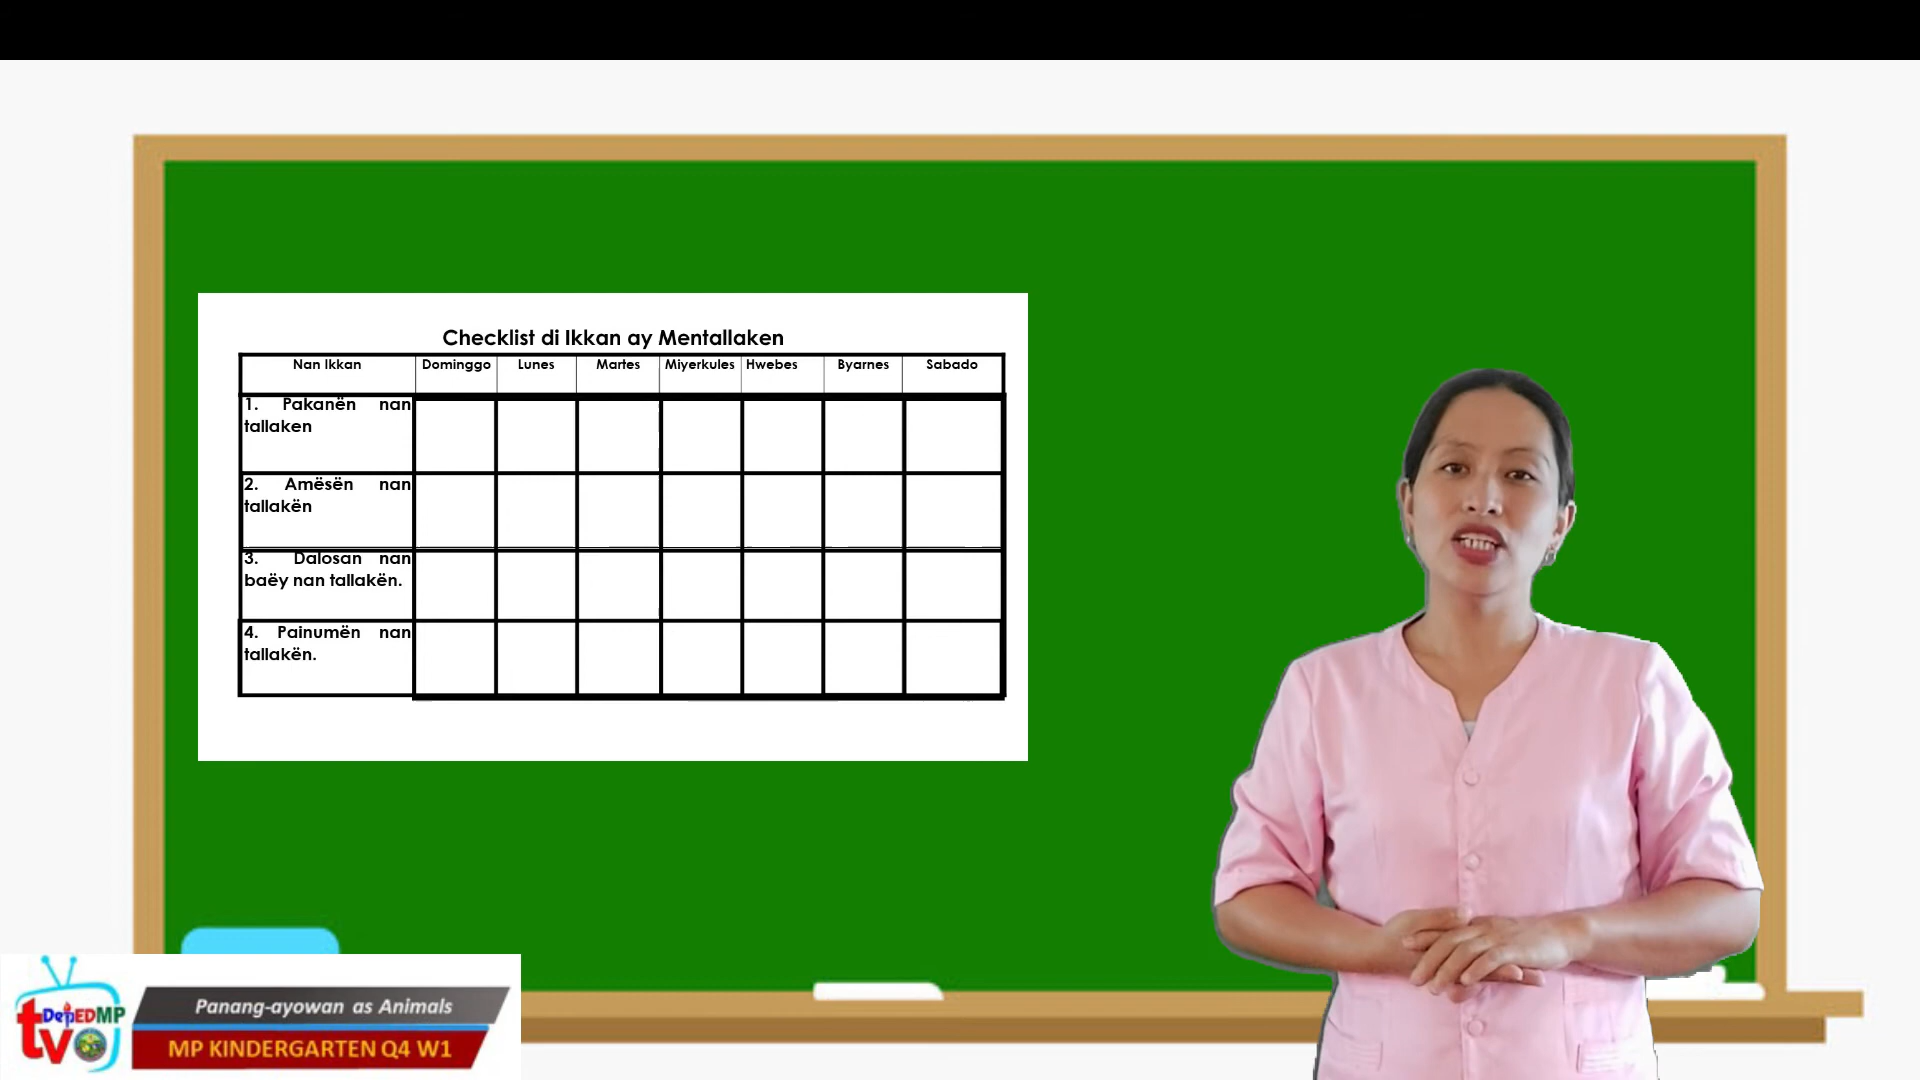 Checklist di Ikkan ay Mentallaken
Nan Ikkan Dominggo Lunes Martes Miyerkules Hwebes Byarnes Sabado
1. Pakanën nan
tallaken
2. Amësën nan
tallakën
3. Dalosan nan
baëy nan tallakën.
4. Painumën nan
tallakën.
DepEDMP
tv
Panang-ayowan as Animals
MP KINDERGARTEN Q4 W1